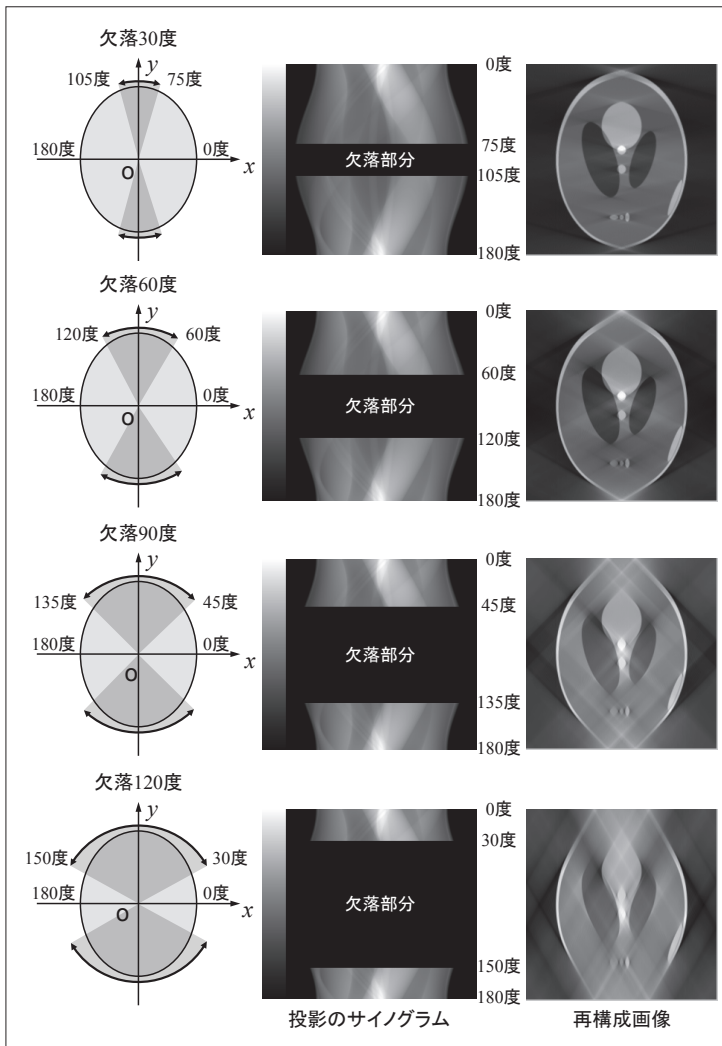 欠落30度
y
105度
75度
180度
0度
O
x
0度
欠落部分
75度
105度
180度
欠落60度
y
120度
60度
180度
0度
O
x
0度
欠落部分
60度
120度
180度
欠落90度
y
135度
45度
180度
0度
O
x
0度
45度
欠落部分
135度
180度
欠落120度
y
150度
30度
180度
0度
O
x
0度
30度
欠落部分
150度
180度
投影のサイノグラム
再構成画像